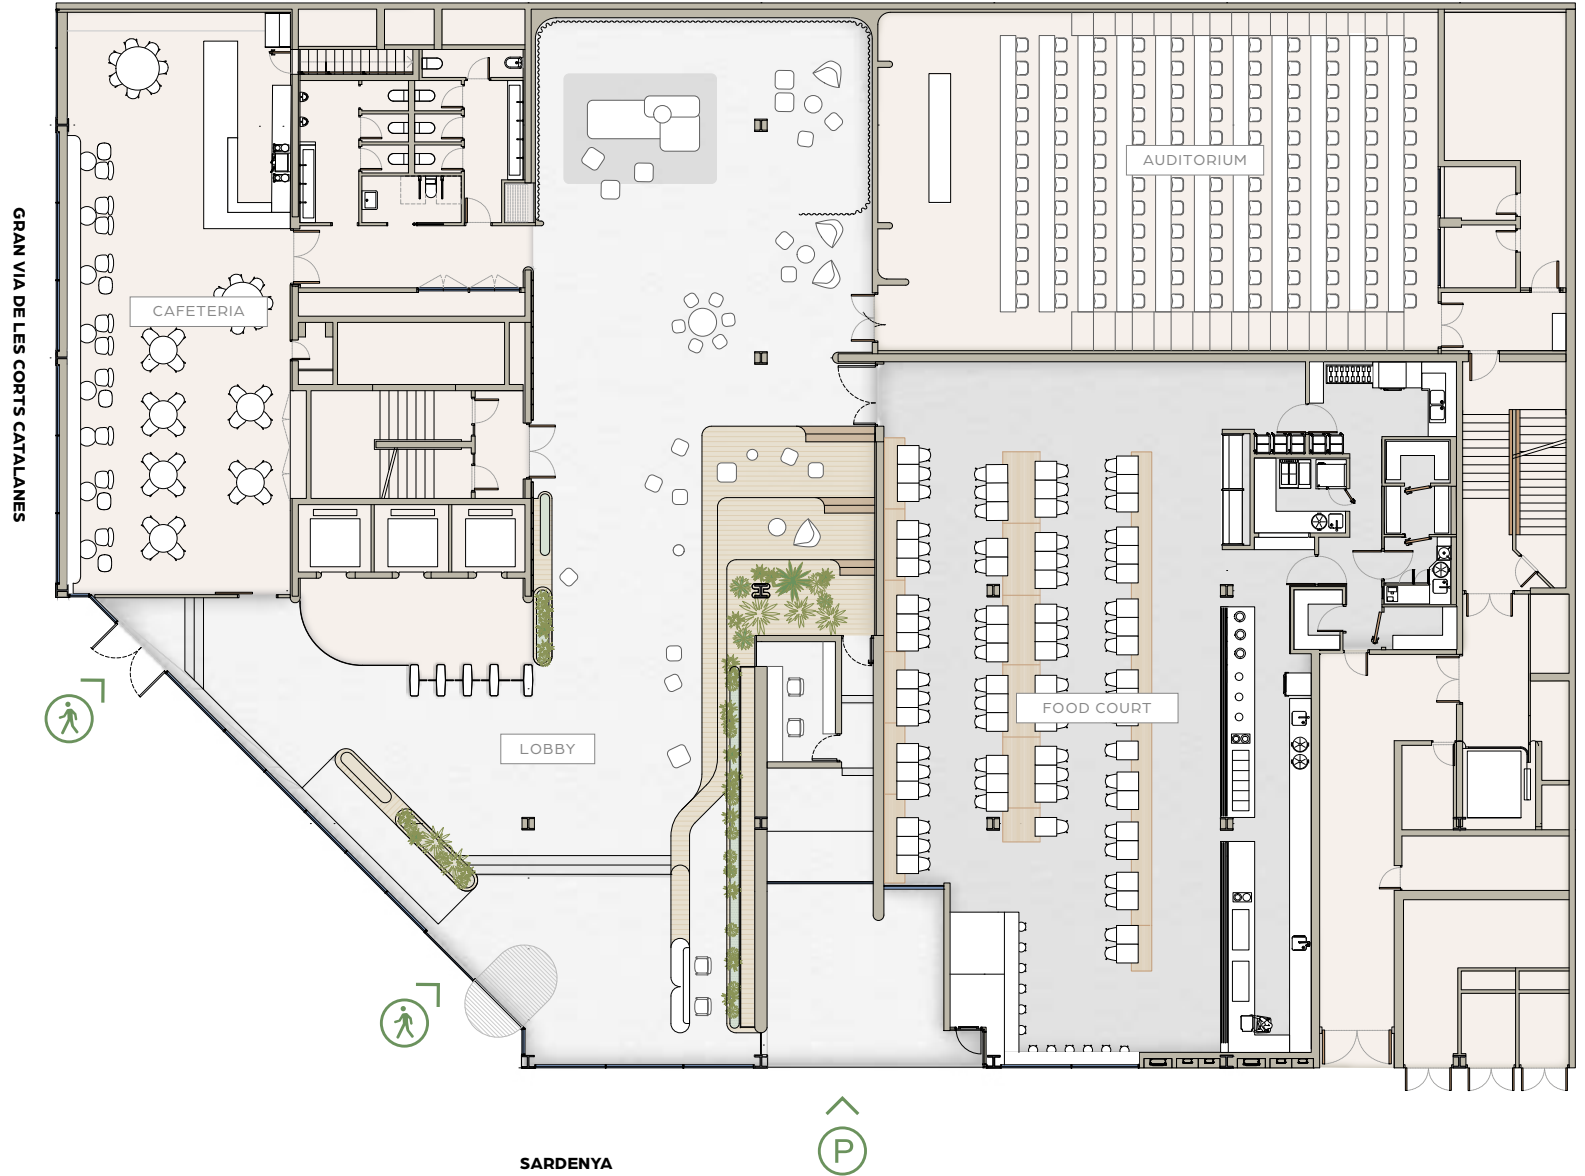 AUDITORIUM
GRAN VIA DE LES CORTS CATALANES
CAFETERIA
FOOD COURT
LOBBY
P
SARDENYA